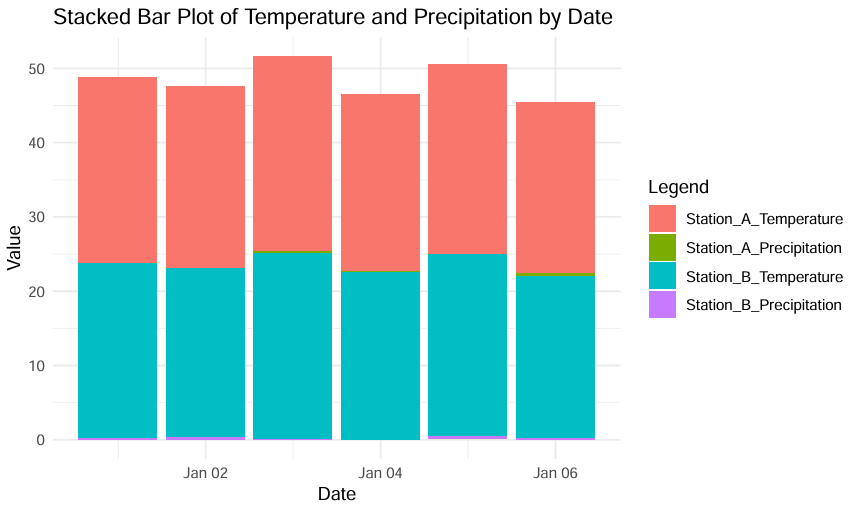 Stacked Bar Plot of Temperature and Precipitation by Date
50
40
30
20
10
0
Value
Jan 02
Jan 04
Jan 06
Date
Legend
Station_A_Temperature
Station_A_Precipitation
Station_B_Temperature
Station_B_Precipitation